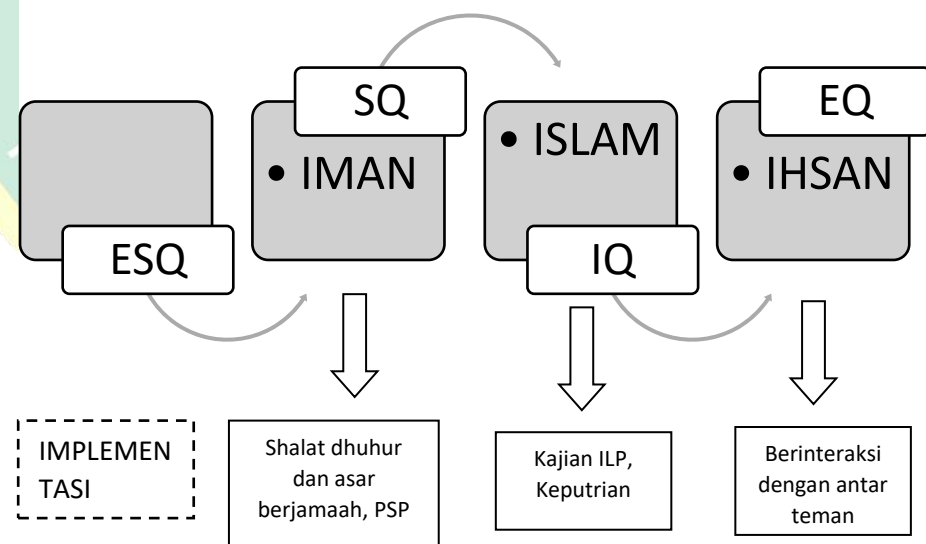 SQ
EQ
• ISLAM
• IMAN
• IHSAN
ESQ
IQ
IMPLEMEN
TASI
Shalat dhuhur
dan asar
berjamaah, PSP
Kajian ILP,
Keputrian
Berinteraksi
dengan antar
teman